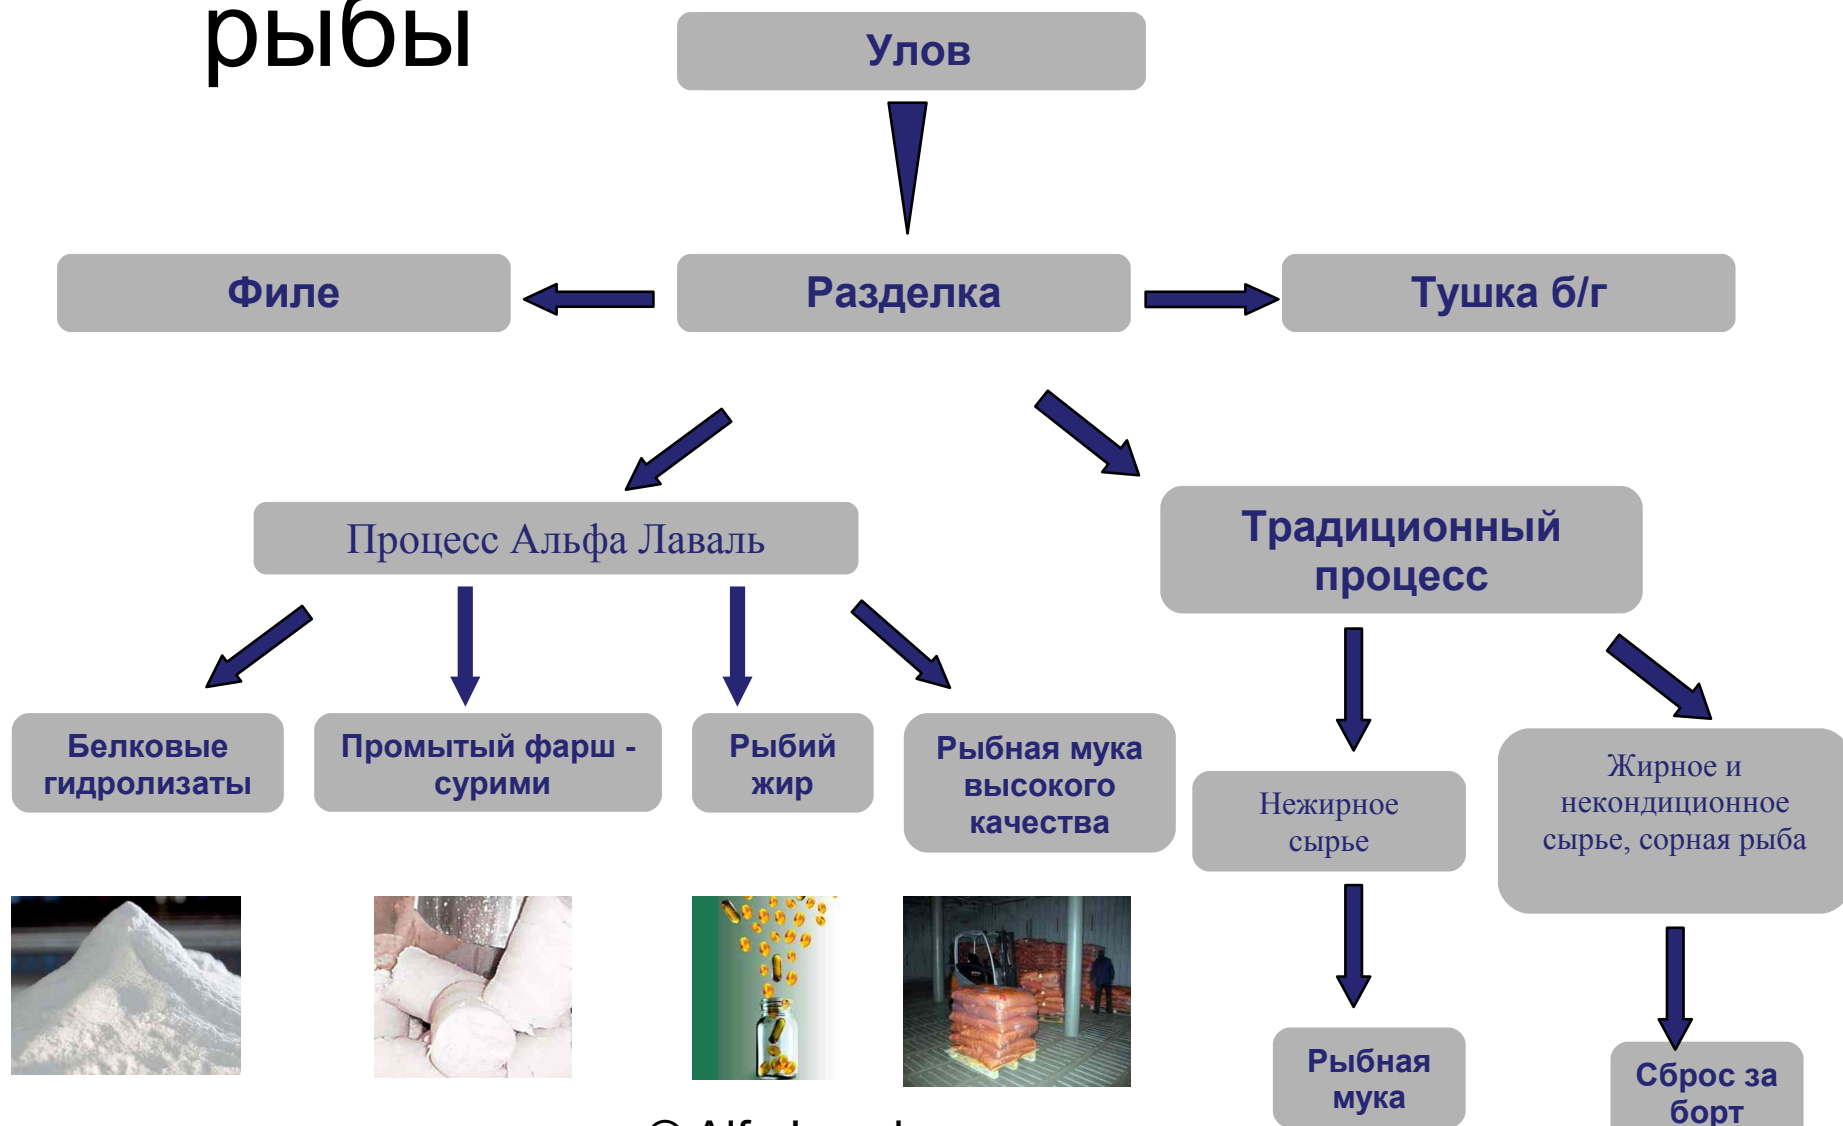 рыбы
Улов
Филе
Разделка
Тушка б/г
Процесс Альфа Лаваль
Традиционный
процесс
Белковые
гидролизаты
Промытый фарш -
сурими
Рыбий
жир
Рыбная мука
высокого
качества
Нежирное
сырье
Жирное и
некондиционное
сырье, сорная рыба
Рыбная
мука
Сброс за
борт